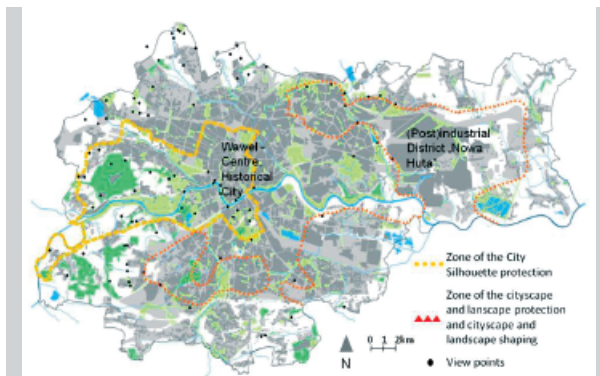 Wawel -
Centre,
Historical
City
(Post)industrial
District „Nowa
Huta"
Zone of the City
Silhouette protection
Zone of the cityscape
and lanscape protection
and cityscape and
landscape shaping
View points
N
0 1 2km